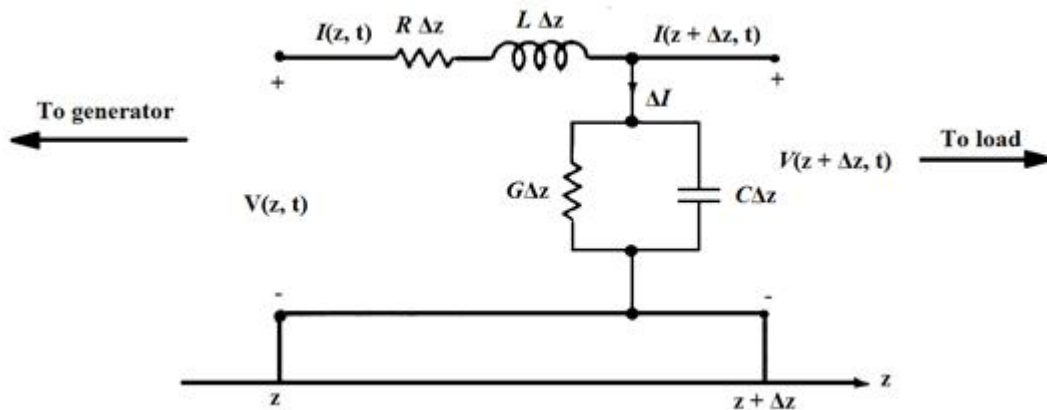 I(z, t) R Δz L Δz I(z + Δz, t)
+ +
To generator ΔI To load
V(z + Δz, t)
V(z, t) GΔz CΔz
- -
z
z z + Δz